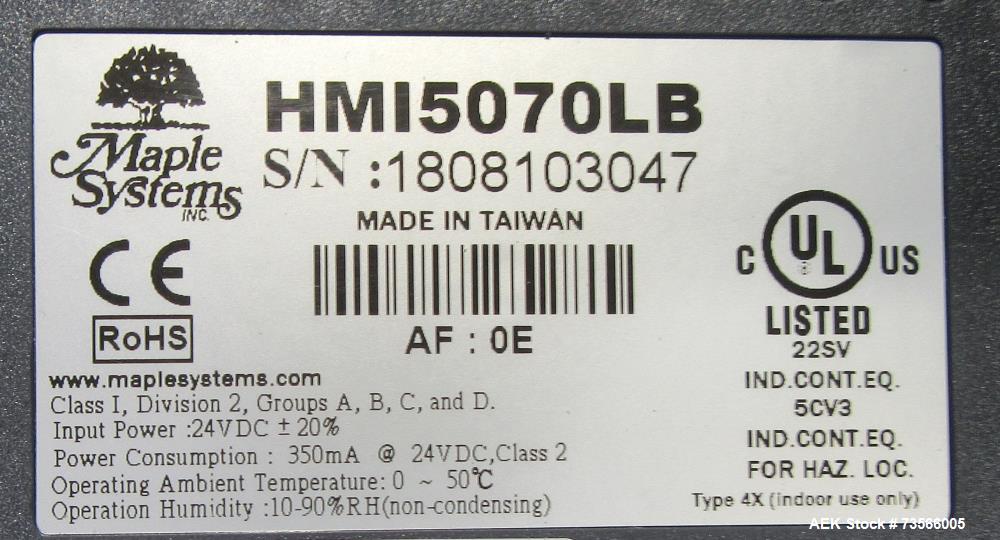 Maple
Systems
INC.
HMI5070LB
S/N :1808103047
MADE IN TAIWAN
CE
RoHS
AF : 0E
C UL US
LISTED
22SV
IND.CONT.EQ.
5CV3
IND.CONT.EQ.
FOR HAZ. LOC.
Type 4X (indoor use only)
www.maplesystems.com
Class I, Division 2, Groups A, B, C, and D.
Input Power :24VDC ± 20%
Power Consumption : 350mA @ 24VDC,Class 2
Operating Ambient Temperature: 0 ~ 50℃
Operation Humidity :10-90%RH(non-condensing)
AEK Stock # 73566005